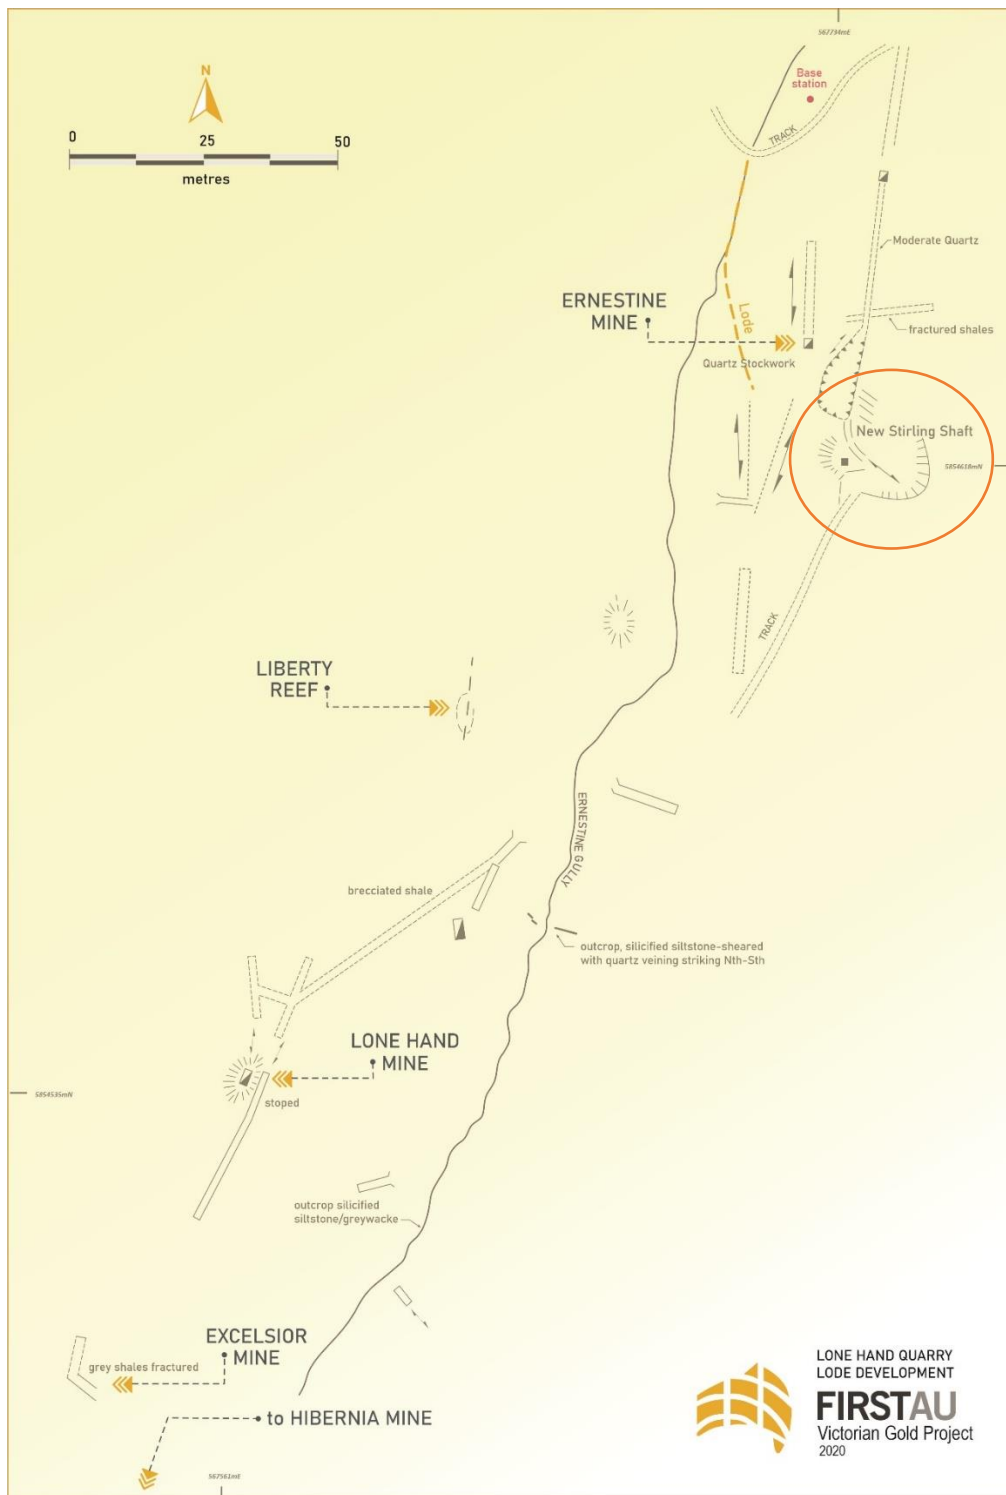 567734mE
N
0 25 50
metres
Base
station
TRACK
Moderate Quartz
ERNESTINE
MINE
Lode
fractured shales
Quartz Stockwork
New Stirling Shaft
5854618mN
TRACK
LIBERTY
REEF
ERNESTINE GULLY
brecciated shale
outcrop, silicified siltstone-sheared
with quartz veining striking Nth-Sth
LONE HAND
MINE
stoped
5854535mN
outcrop silicified
siltstone/greywacke
EXCELSIOR
MINE
grey shales fractured
to HIBERNIA MINE
567561mE
LONE HAND QUARRY
LODE DEVELOPMENT
FIRSTAU
Victorian Gold Project
2020